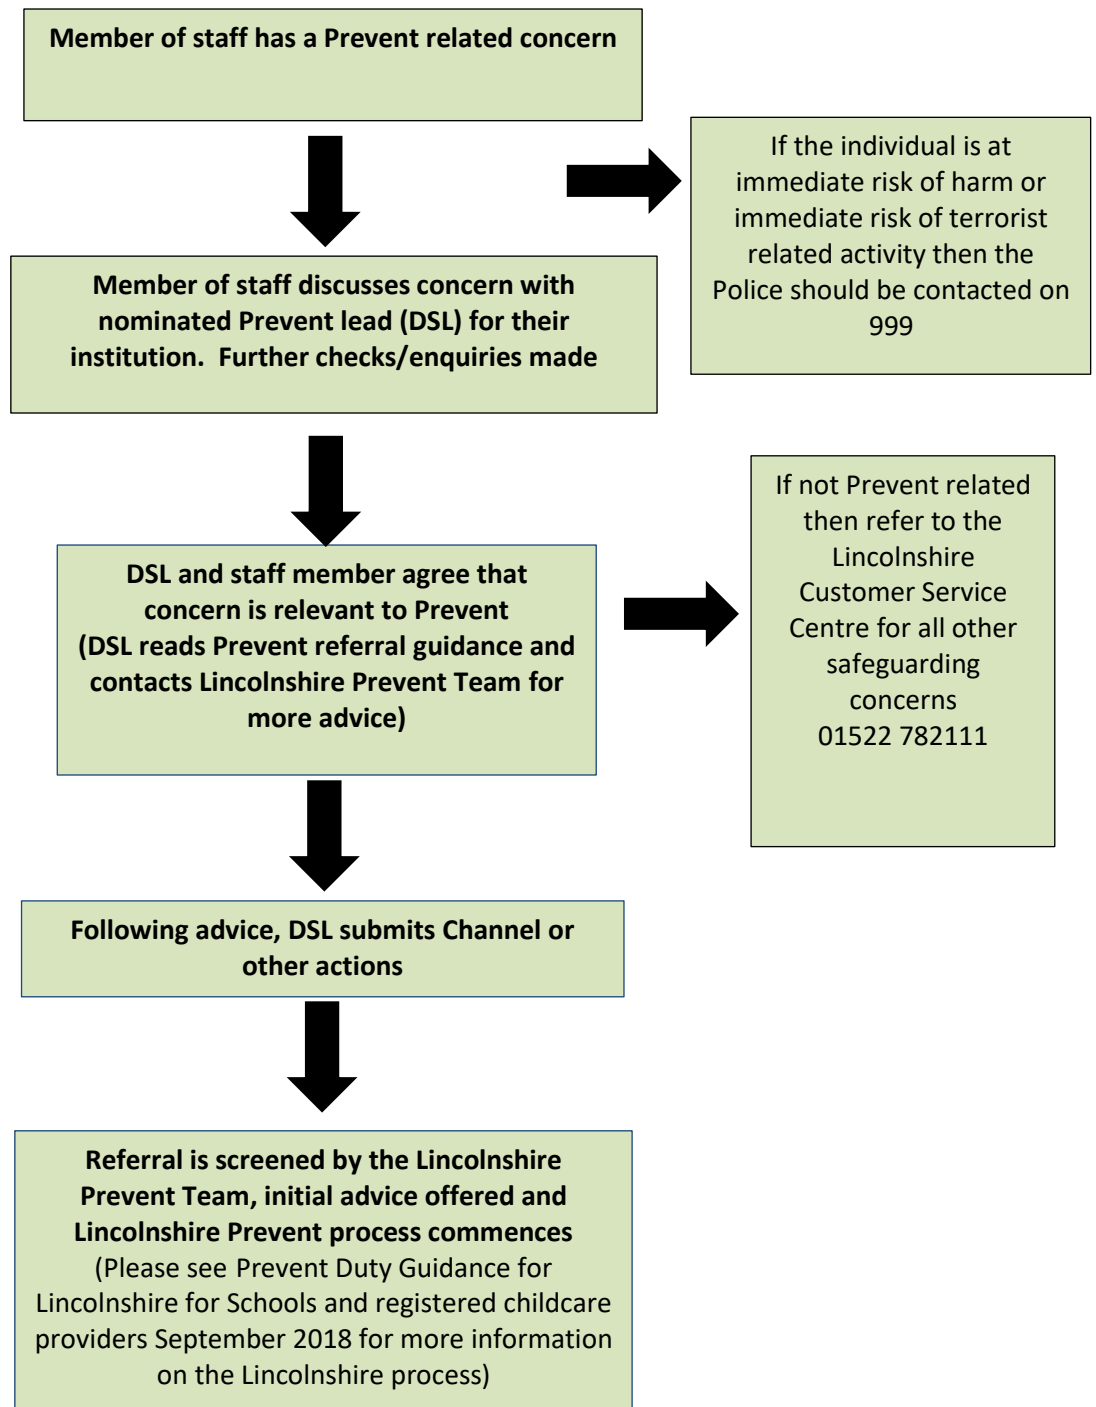 Member of staff has a Prevent related concern
If the individual is at
immediate risk of harm or
immediate risk of terrorist
related activity then the
Police should be contacted on
999
Member of staff discusses concern with
nominated Prevent lead (DSL) for their
institution.  Further checks/enquiries made
If not Prevent related
then refer to the
Lincolnshire
Customer Service
Centre for all other
safeguarding
concerns
01522 782111
DSL and staff member agree that
concern is relevant to Prevent
(DSL reads Prevent referral guidance and
contacts Lincolnshire Prevent Team for
more advice)
Following advice, DSL submits Channel or
other actions
Referral is screened by the Lincolnshire
Prevent Team, initial advice offered and
Lincolnshire Prevent process commences
(Please see Prevent Duty Guidance for
Lincolnshire for Schools and registered childcare
providers September 2018 for more information
on the Lincolnshire process)